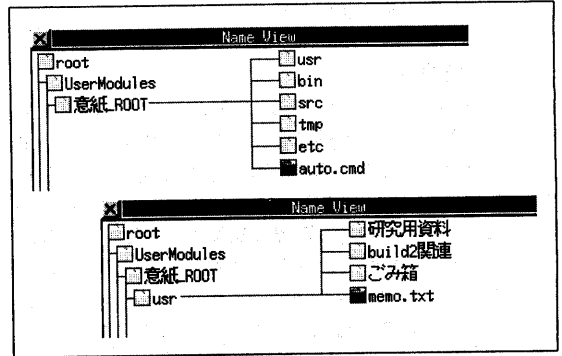 Name View
root
UserModules
意紙_ROOT
usr
bin
src
tmp
etc
auto.cmd
Name View
root
UserModules
意紙_ROOT
usr
研究用資料
build2関連
ごみ箱
memo.txt